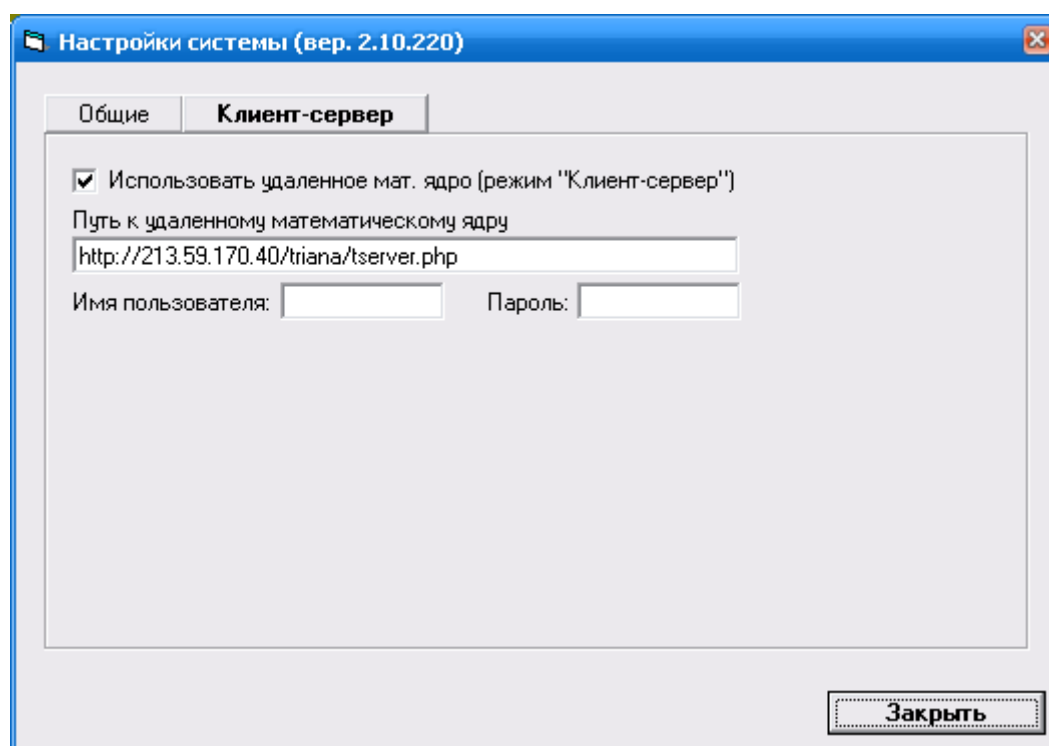 Настройки системы (вер. 2.10.220)
Общие Клиент-сервер
Использовать удаленное мат. ядро (режим "Клиент-сервер")
Путь к удаленному математическому ядру
http://213.59.170.40/triana/tserver.php
Имя пользователя: Пароль:
Закрыть